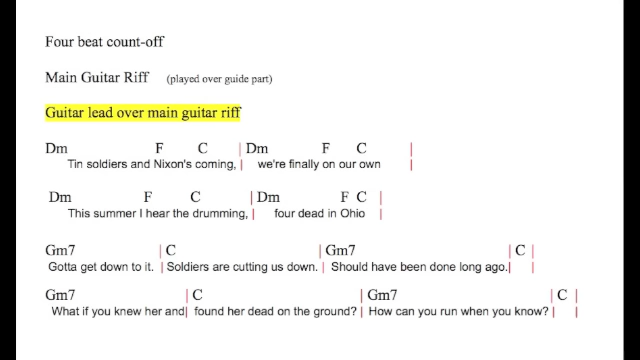 Four beat count-off
Main Guitar Riff (played over guide part)
Guitar lead over main guitar riff
Dm F C | Dm F C |
Tin soldiers and Nixon's coming, | we're finally on our own |
Dm F C | Dm F C |
This summer I hear the drumming, | four dead in Ohio |
Gm7 | C | Gm7 | C |
Gotta get down to it. | Soldiers are cutting us down. | Should have been done long ago.| |
Gm7 | C | Gm7 | C |
What if you knew her and| found her dead on the ground? | How can you run when you know? | |